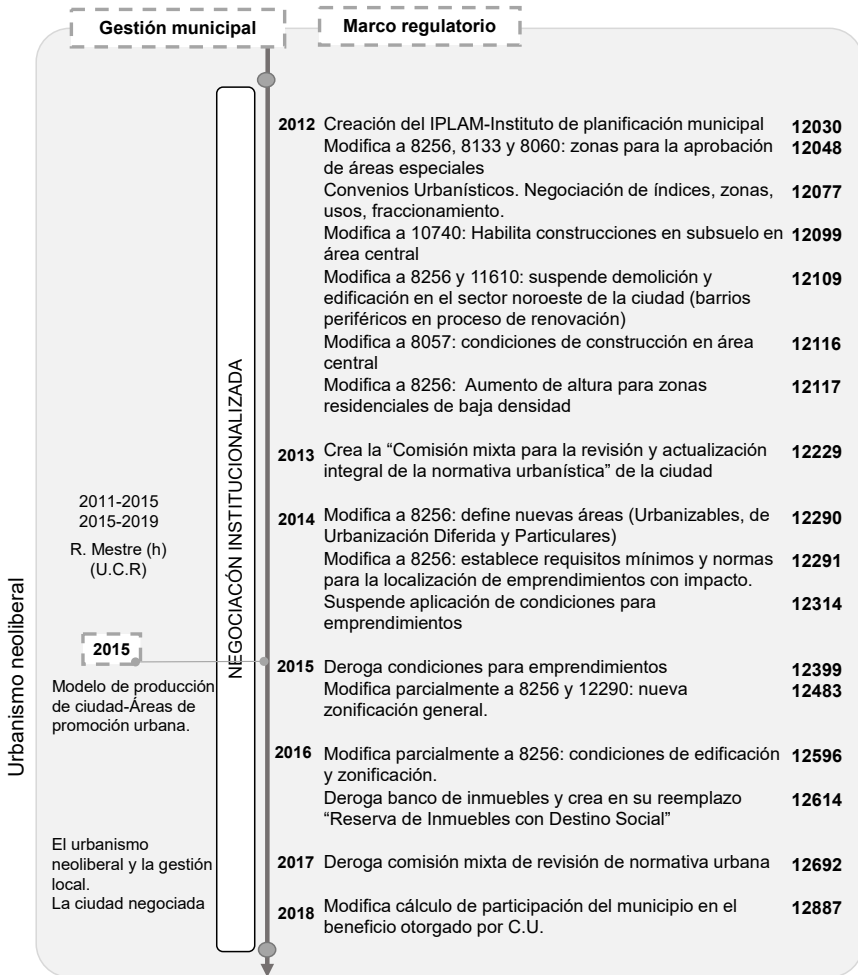 Gestión municipal
Marco regulatorio
2012 Creación del IPLAM-Instituto de planificación municipal 12030
Modifica a 8256, 8133 y 8060: zonas para la aprobación 12048
de áreas especiales
Convenios Urbanísticos. Negociación de índices, zonas, 12077
usos, fraccionamiento.
Modifica a 10740: Habilita construcciones en subsuelo en 12099
área central
Modifica a 8256 y 11610: suspende demolición y 12109
edificación en el sector noroeste de la ciudad (barrios
periféricos en proceso de renovación)
Modifica a 8057: condiciones de construcción en área 12116
central
Modifica a 8256: Aumento de altura para zonas 12117
residenciales de baja densidad
2013 Crea la “Comisión mixta para la revisión y actualización 12229
integral de la normativa urbanística” de la ciudad
2014 Modifica a 8256: define nuevas áreas (Urbanizables, de 12290
Urbanización Diferida y Particulares)
Modifica a 8256: establece requisitos mínimos y normas 12291
para la localización de emprendimientos con impacto.
Suspende aplicación de condiciones para 12314
emprendimientos
2015 Deroga condiciones para emprendimientos 12399
Modifica parcialmente a 8256 y 12290: nueva 12483
zonificación general.
2016 Modifica parcialmente a 8256: condiciones de edificación 12596
y zonificación.
Deroga banco de inmuebles y crea en su reemplazo 12614
“Reserva de Inmuebles con Destino Social”
2017 Deroga comisión mixta de revisión de normativa urbana 12692
2018 Modifica cálculo de participación del municipio en el 12887
beneficio otorgado por C.U.
NEGOCIACÓN INSTITUCIONALIZADA
2011-2015
2015-2019
R. Mestre (h)
(U.C.R)
2015
Modelo de producción
de ciudad-Áreas de
promoción urbana.
El urbanismo
neoliberal y la gestión
local.
La ciudad negociada
Urbanismo neoliberal